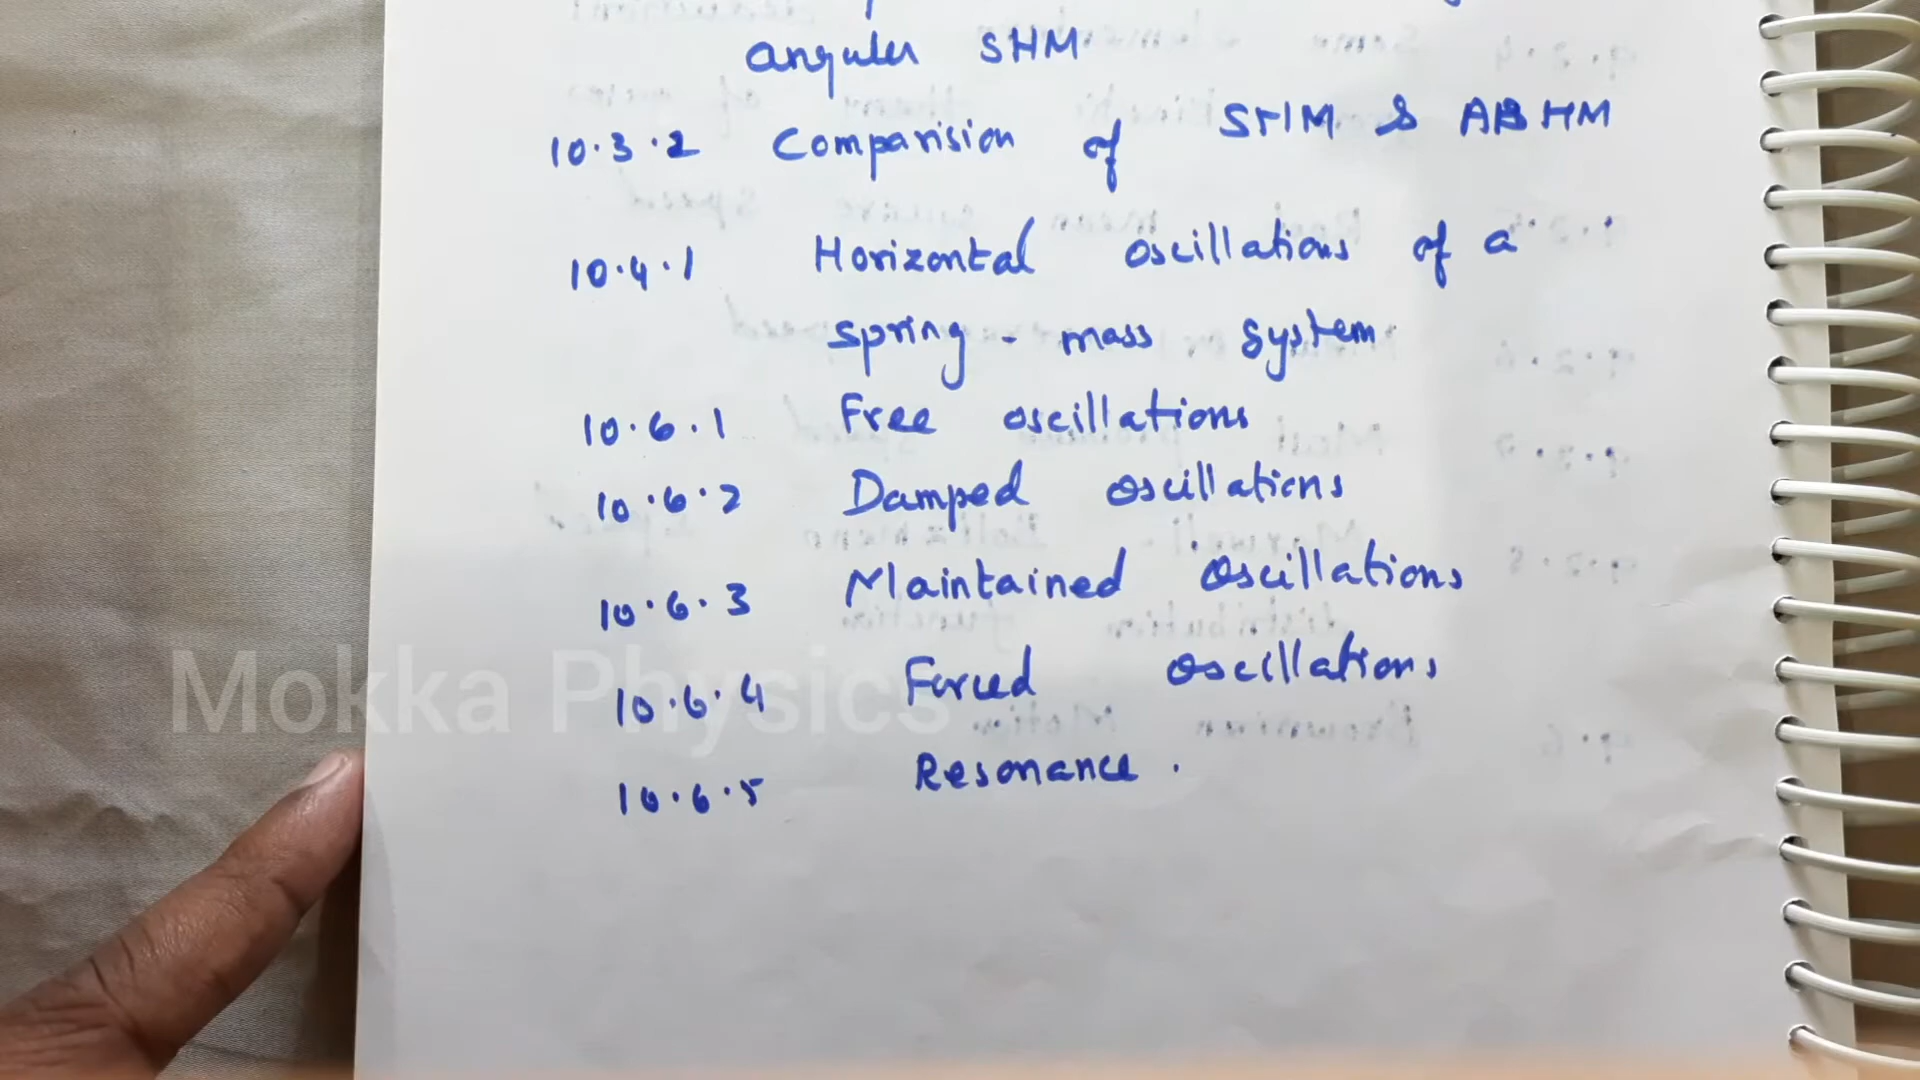 angular SHM
10.3.2 Comparision of SHM & ASHM
10.4.1 Horizontal oscillations of a
spring - mass system
10.6.1 Free oscillations
10.6.2 Damped oscillations
10.6.3 Maintained oscillations
10.6.4 Forced oscillations
10.6.5 Resonance.
Mokka Physics